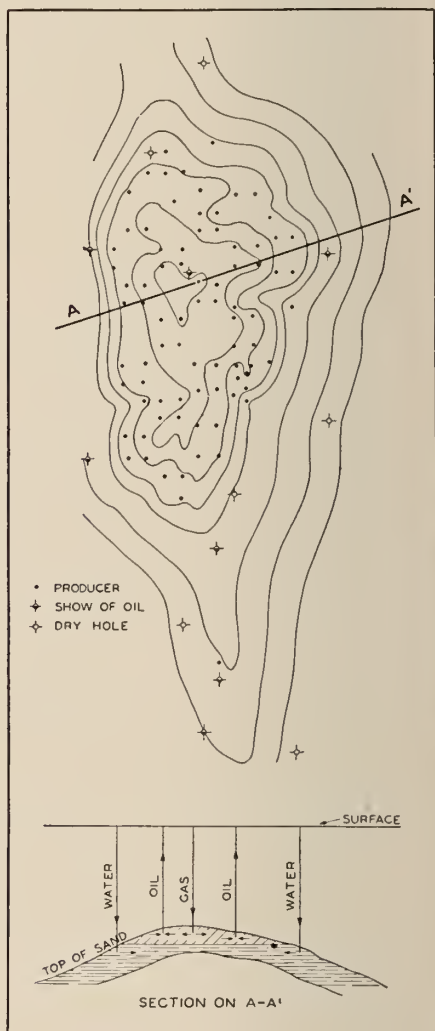 A'
A
PRODUCER
SHOW OF OIL
DRY HOLE
SURFACE
WATER
OIL
GAS
OIL
WATER
TOP OF SAND
SECTION ON A-A'